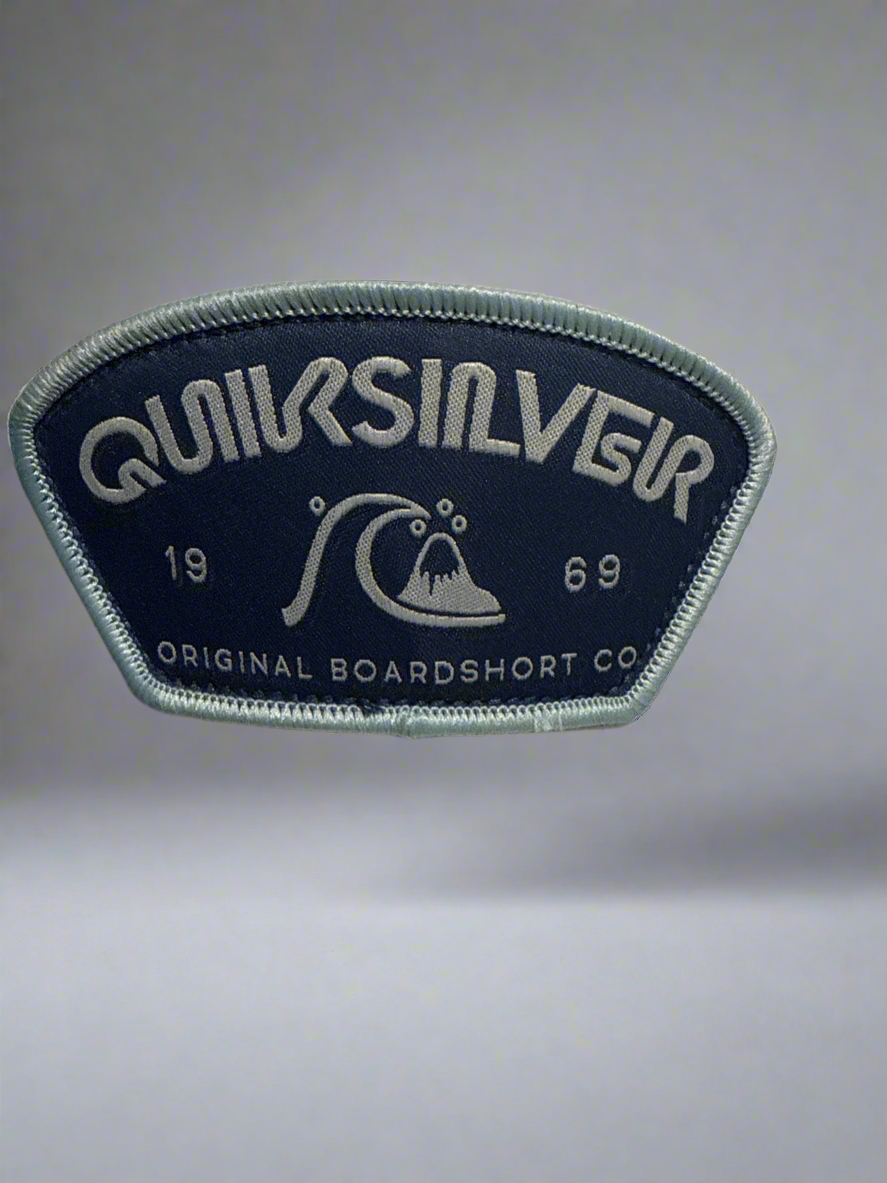 QUIKSILVER
19 69
ORIGINAL BOARDSHORT CO